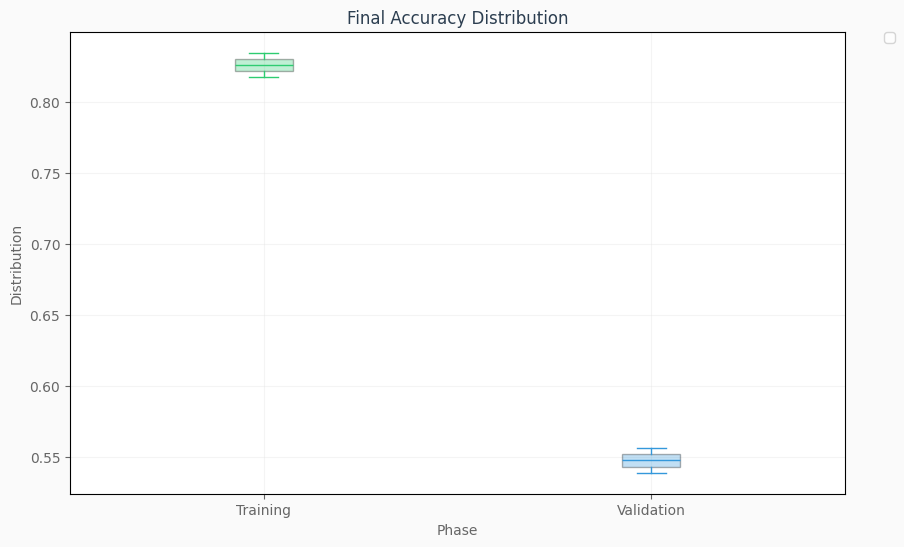 Final Accuracy Distribution
0.80
0.75
0.70
0.65
0.60
0.55
Distribution
Training
Validation
Phase